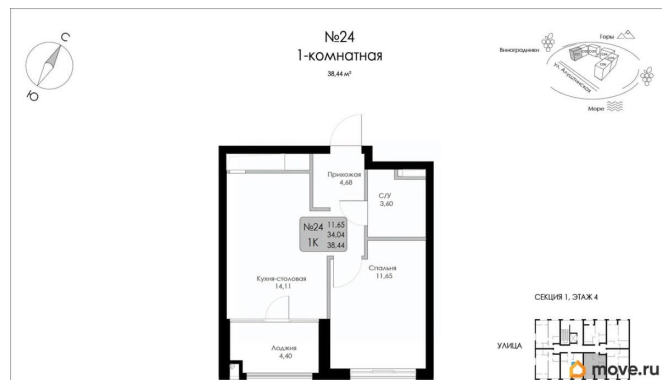 №24
1-комнатная
38,44 м²
С
Ю
Горы
Виноградники
Ул. Алуштинская
Море
Прихожая
4,68
С/У
3,60
№24
1К
11,65
34,04
38,44
Кухня-столовая
14,11
Спальня
11,65
Лоджия
4,40
СЕКЦИЯ 1, ЭТАЖ 4
УЛИЦА
move.ru